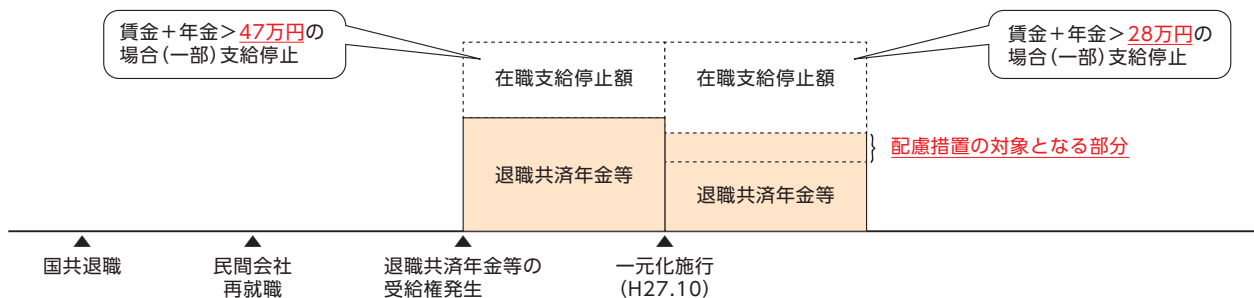 賃金+年金>47万円の
場合(一部)支給停止
賃金+年金>28万円の
場合(一部)支給停止
在職支給停止額
在職支給停止額
配慮措置の対象となる部分
退職共済年金等
退職共済年金等
国共退職
民間会社
再就職
退職共済年金等の
受給権発生
一元化施行
(H27.10)